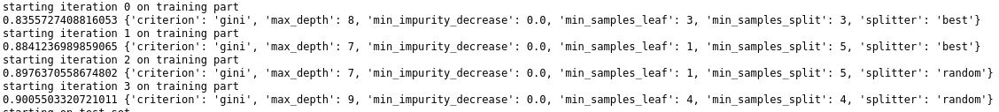 starting iteration 0 on training part
0.8355727408816053 {'criterion': 'gini', 'max_depth': 8, 'min_impurity_decrease': 0.0, 'min_samples_leaf': 3, 'min_samples_split': 3, 'splitter': 'best'}
starting iteration 1 on training part
0.8841236989859065 {'criterion': 'gini', 'max_depth': 7, 'min_impurity_decrease': 0.0, 'min_samples_leaf': 1, 'min_samples_split': 5, 'splitter': 'best'}
starting iteration 2 on training part
0.8976370558674802 {'criterion': 'gini', 'max_depth': 7, 'min_impurity_decrease': 0.0, 'min_samples_leaf': 1, 'min_samples_split': 5, 'splitter': 'random'}
starting iteration 3 on training part
0.9005503320721011 {'criterion': 'gini', 'max_depth': 9, 'min_impurity_decrease': 0.0, 'min_samples_leaf': 4, 'min_samples_split': 4, 'splitter': 'random'}
starting on test set